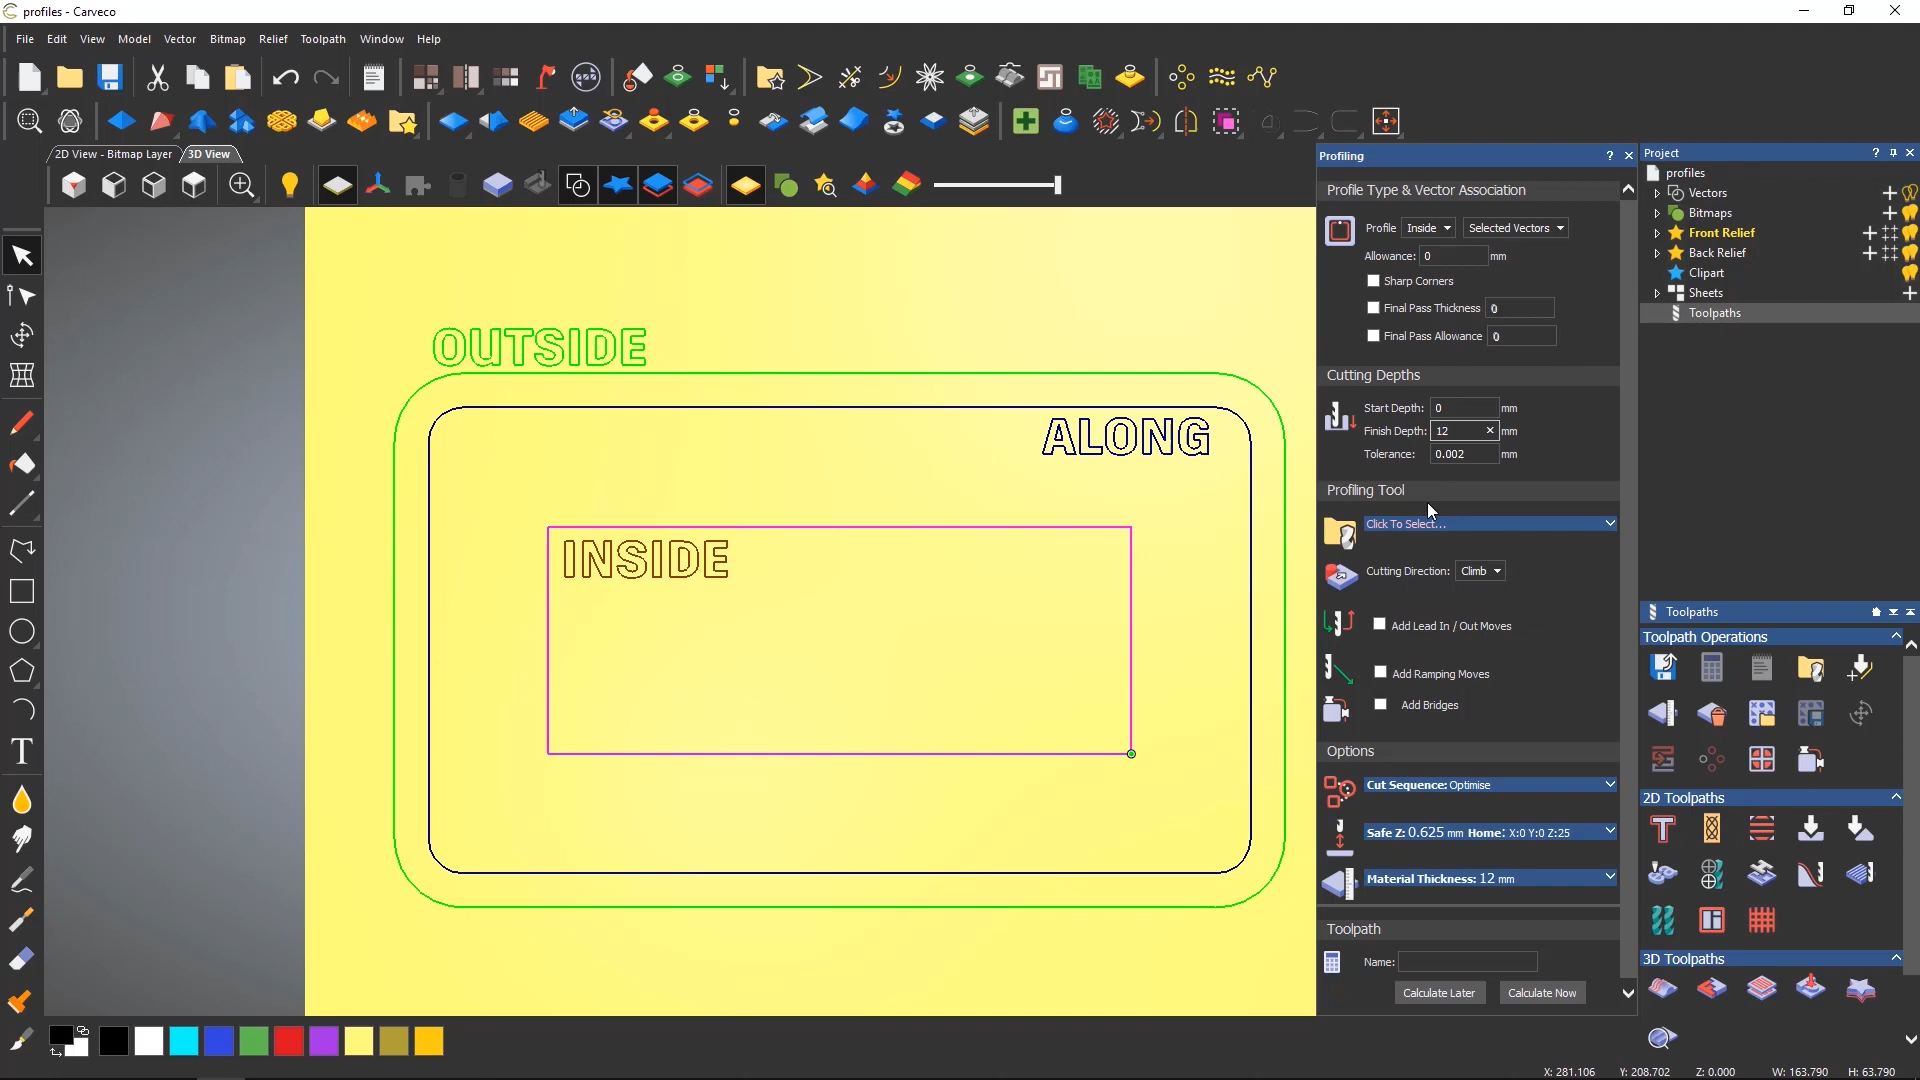 profiles - Carveco
File Edit View Model Vector Bitmap Relief Toolpath Window Help
2D View - Bitmap Layer 3D View
OUTSIDE
ALONG
INSIDE
Profiling ? ×
Profile Type & Vector Association
Profile Inside Selected Vectors
Allowance: 0 mm
Sharp Corners
Final Pass Thickness 0
Final Pass Allowance 0
Cutting Depths
Start Depth: 0 mm
Finish Depth: 12 × mm
Tolerance: 0.002 mm
Profiling Tool
Click To Select...
Cutting Direction: Climb
Add Lead In / Out Moves
Add Ramping Moves
Add Bridges
Options
Cut Sequence: Optimise
Safe Z: 0.625 mm Home: X:0 Y:0 Z:25
Material Thickness: 12 mm
Toolpath
Name:
Calculate Later Calculate Now
Project ?
profiles
Vectors
Bitmaps
Front Relief
Back Relief
Clipart
Sheets
Toolpaths
Toolpaths
Toolpath Operations
2D Toolpaths
3D Toolpaths
X: 281.106 Y: 208.702 Z: 0.000 W: 163.790 H: 63.790